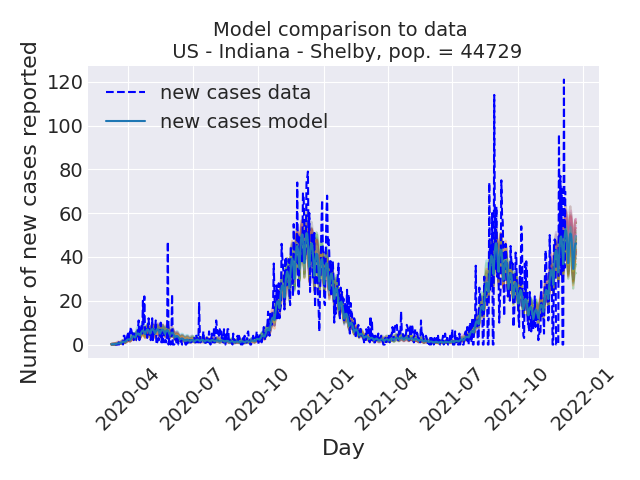 Model comparison to data
US - Indiana - Shelby, pop. = 44729
Number of new cases reported
120
100
80
60
40
20
0
new cases data
new cases model
2020-04
2020-07
2020-10
2021-01
2021-04
2021-07
2021-10
2022-01
Day